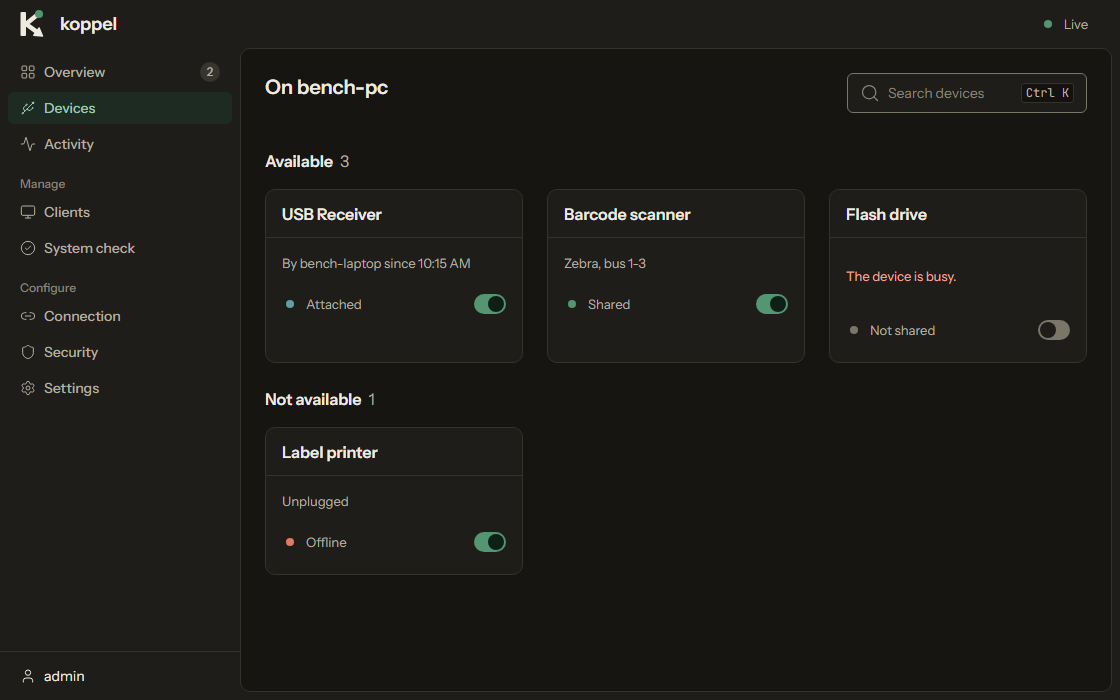 koppel
Live
Overview 2
Devices
Activity
Manage
Clients
System check
Configure
Connection
Security
Settings
admin
On bench-pc
Search devices Ctrl K
Available 3
USB Receiver
By bench-laptop since 10:15 AM
Attached
Barcode scanner
Zebra, bus 1-3
Shared
Flash drive
The device is busy.
Not shared
Not available 1
Label printer
Unplugged
Offline